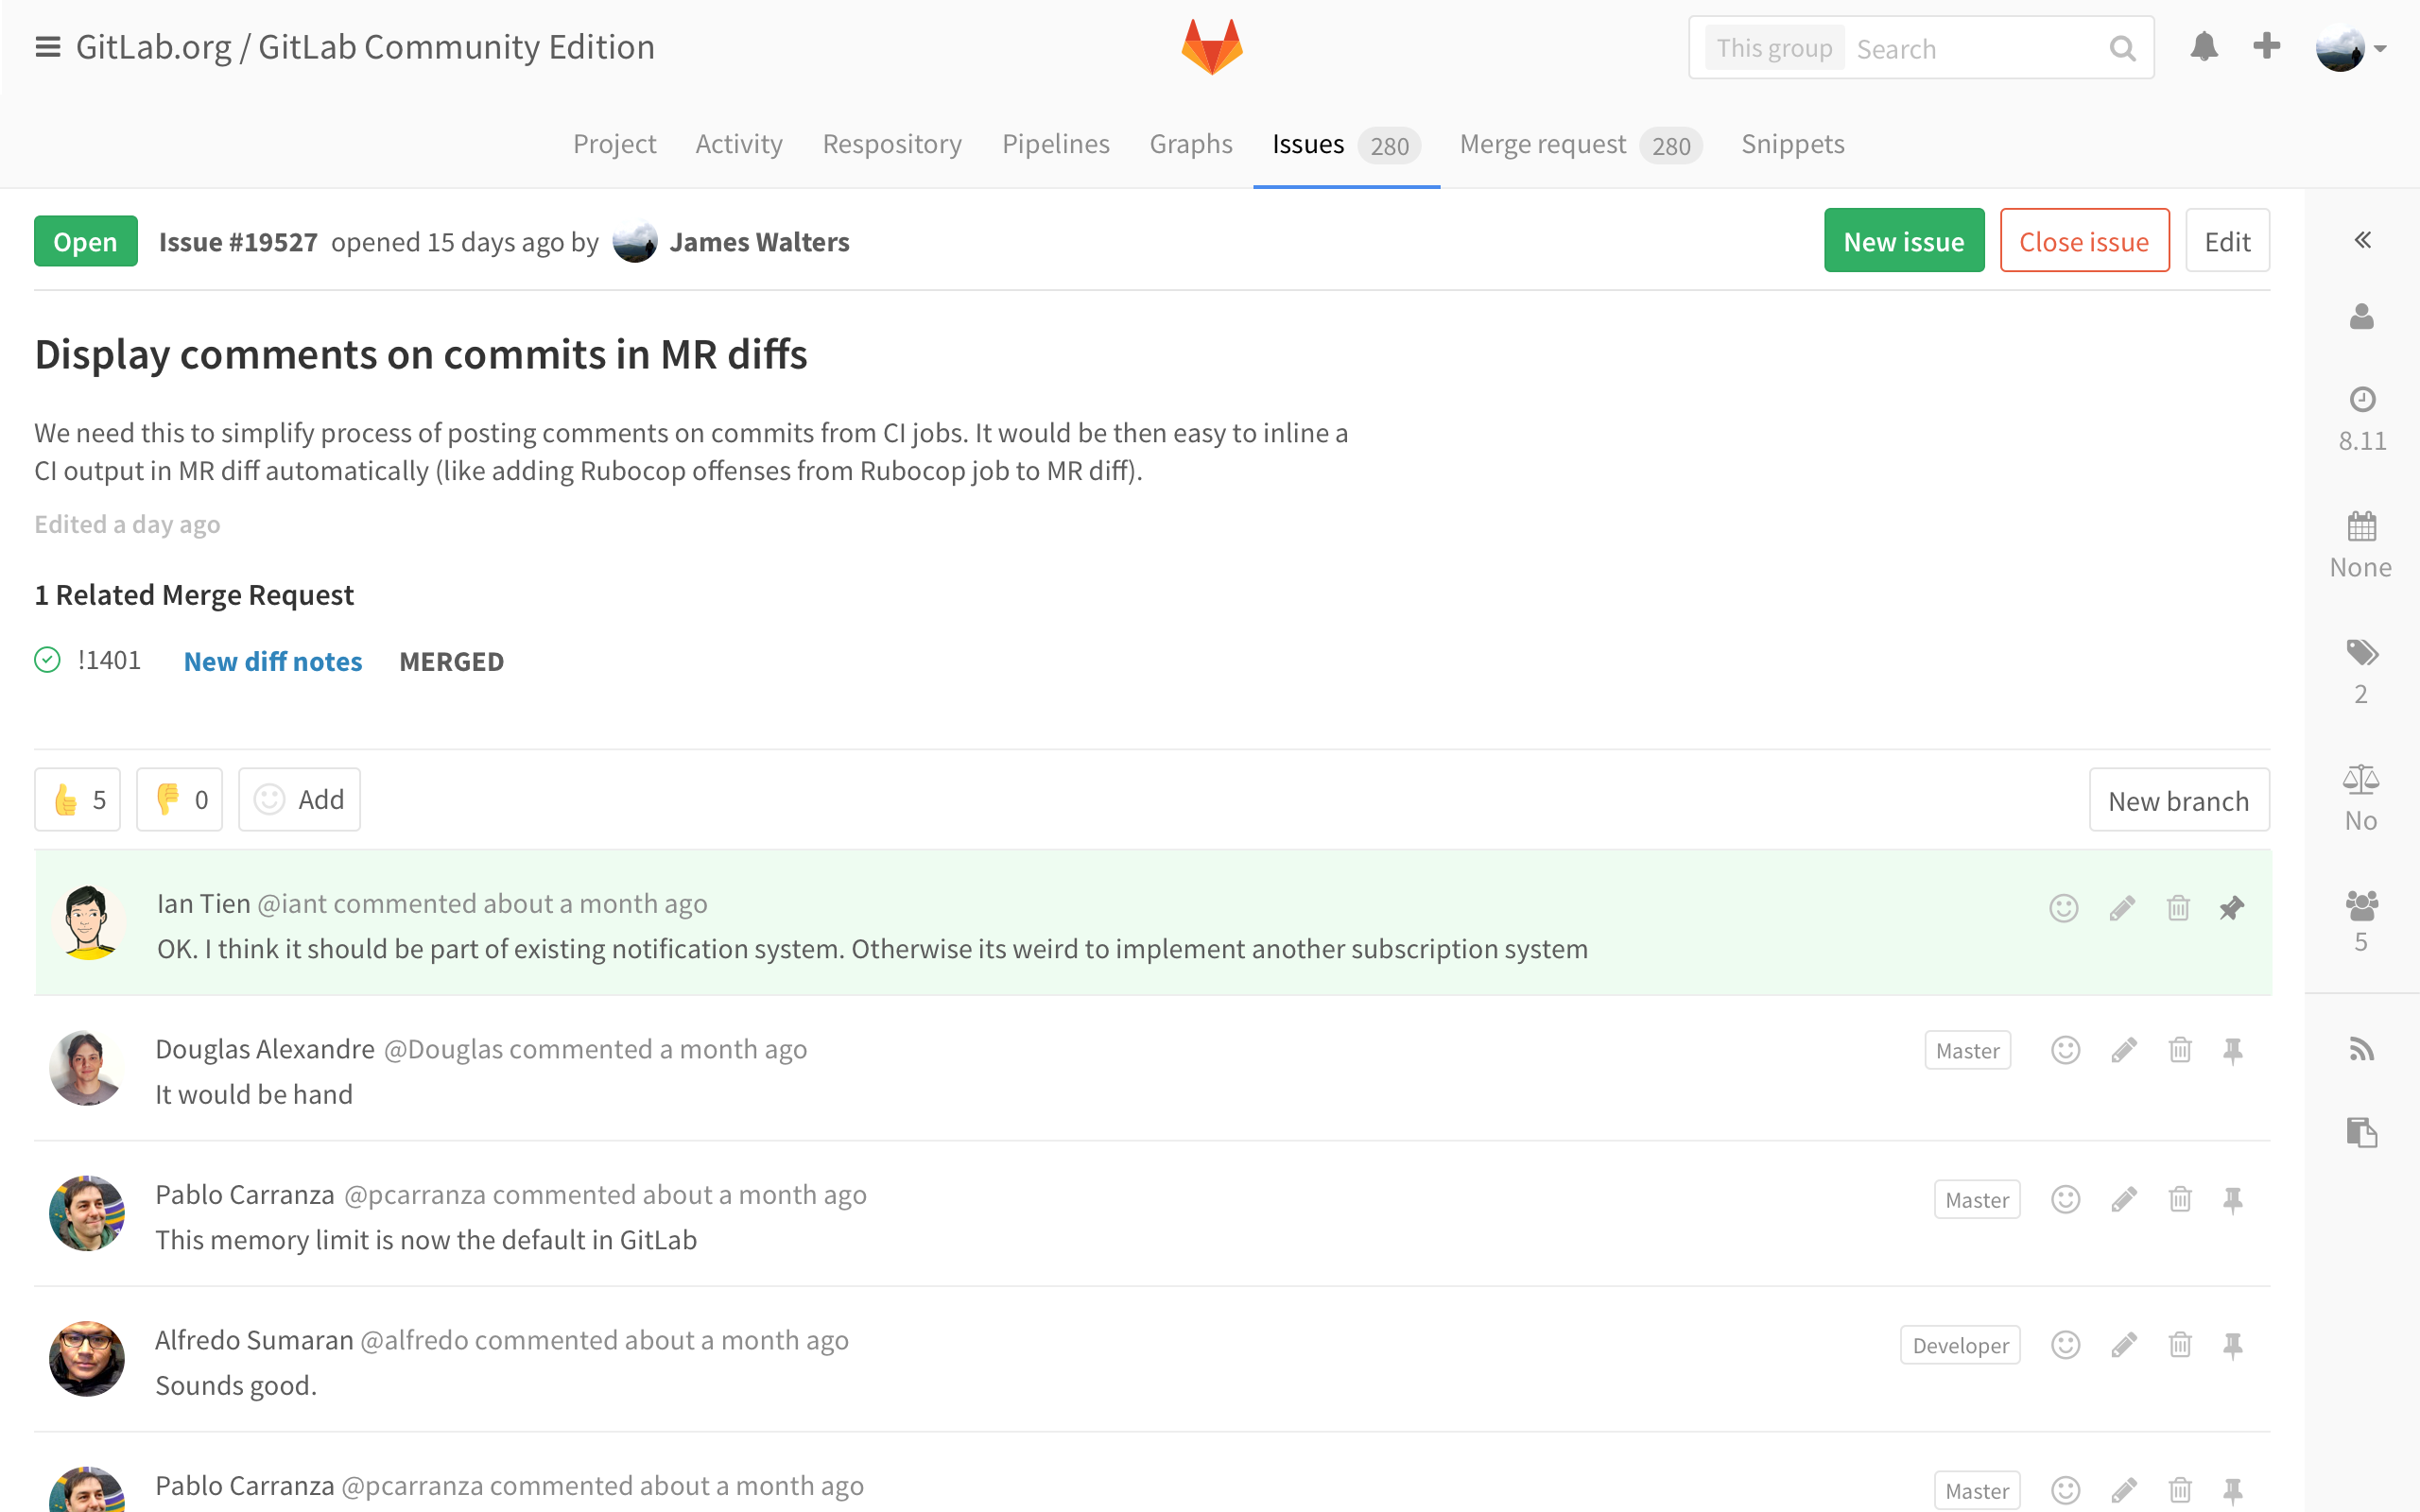 GitLab.org / GitLab Community Edition
This group Search
Project Activity Respository Pipelines Graphs Issues 280 Merge request 280 Snippets
Open Issue #19527 opened 15 days ago by James Walters
New issue Close issue Edit
Display comments on commits in MR diffs
We need this to simplify process of posting comments on commits from CI jobs. It would be then easy to inline a
CI output in MR diff automatically (like adding Rubocop offenses from Rubocop job to MR diff).
Edited a day ago
1 Related Merge Request
!1401 New diff notes MERGED
5 0 Add New branch
Ian Tien @iant commented about a month ago
OK. I think it should be part of existing notification system. Otherwise its weird to implement another subscription system
Douglas Alexandre @Douglas commented a month ago Master
It would be hand
Pablo Carranza @pcarranza commented about a month ago Master
This memory limit is now the default in GitLab
Alfredo Sumaran @alfredo commented about a month ago Developer
Sounds good.
Pablo Carranza @pcarranza commented about a month ago Master
8.11
None
2
No
5